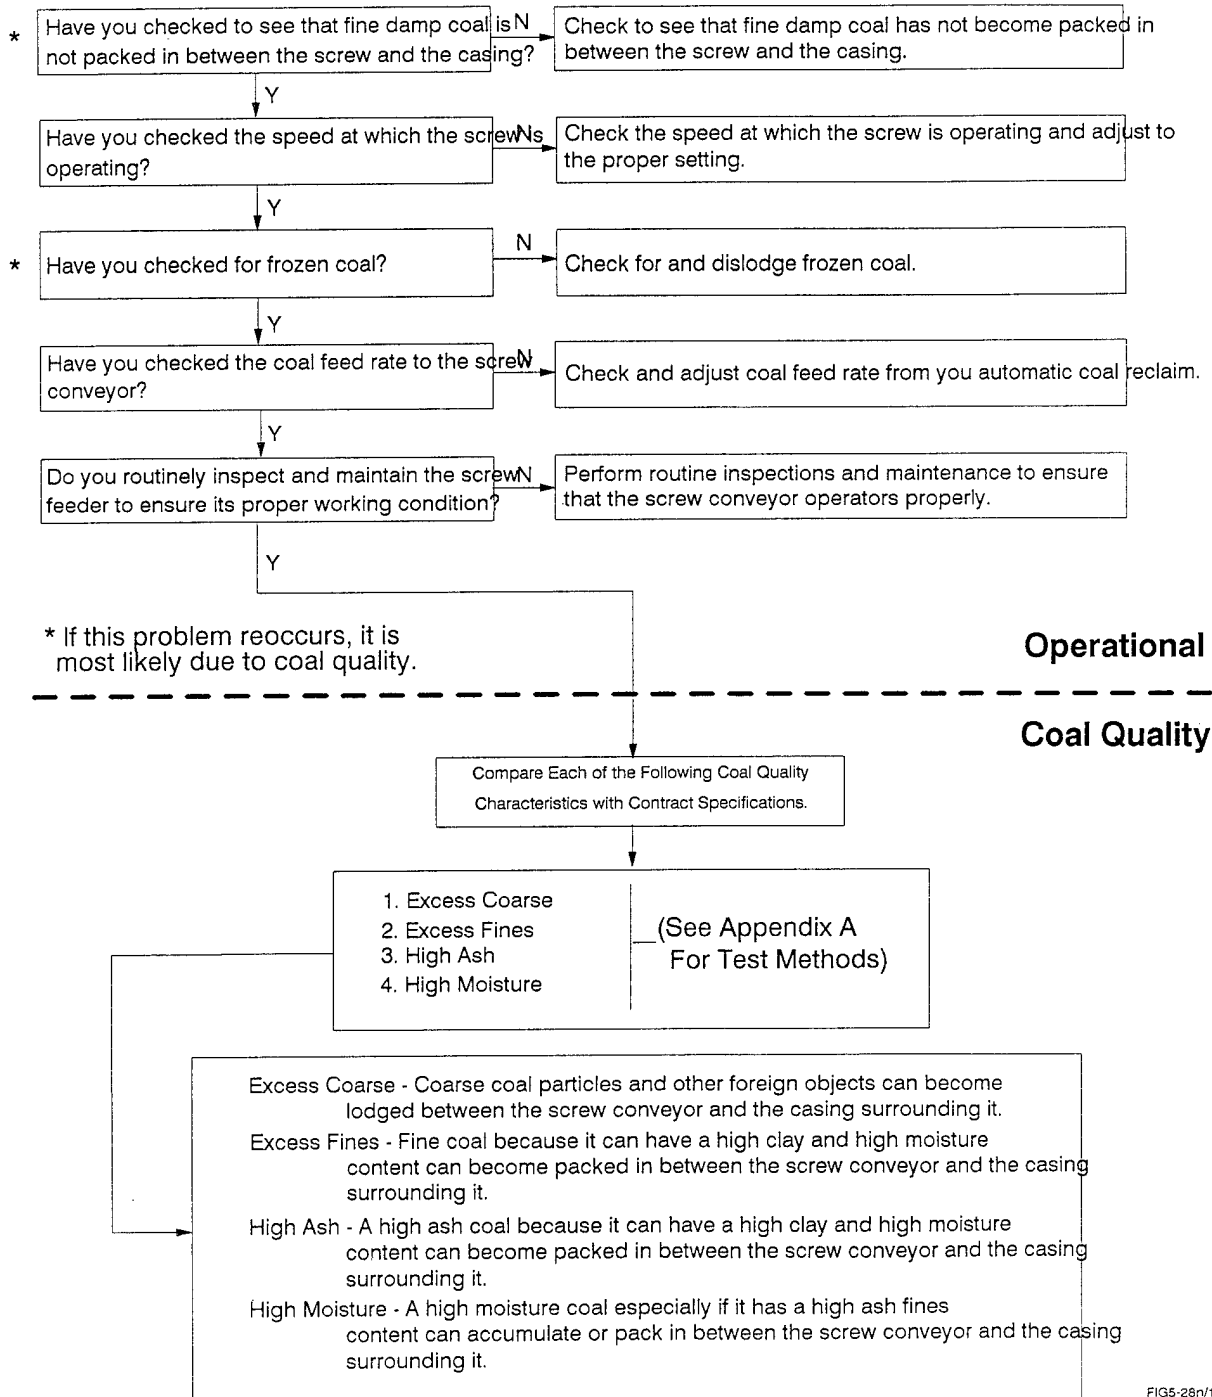 * Have you checked to see that fine damp coal is
not packed in between the screw and the casing?
N
Check to see that fine damp coal has not become packed in
between the screw and the casing.
Y
Have you checked the speed at which the screw is
operating?
N
Check the speed at which the screw is operating and adjust to
the proper setting.
Y
* Have you checked for frozen coal?
N
Check for and dislodge frozen coal.
Y
Have you checked the coal feed rate to the screw
conveyor?
N
Check and adjust coal feed rate from you automatic coal reclaim.
Y
Do you routinely inspect and maintain the screw
feeder to ensure its proper working condition?
N
Perform routine inspections and maintenance to ensure
that the screw conveyor operators properly.
Y
* If this problem reoccurs, it is
most likely due to coal quality.
Operational
Coal Quality
Compare Each of the Following Coal Quality
Characteristics with Contract Specifications.
1. Excess Coarse
2. Excess Fines
3. High Ash
4. High Moisture
(See Appendix A
For Test Methods)
Excess Coarse - Coarse coal particles and other foreign objects can become
lodged between the screw conveyor and the casing surrounding it.
Excess Fines - Fine coal because it can have a high clay and high moisture
content can become packed in between the screw conveyor and the casing
surrounding it.
High Ash - A high ash coal because it can have a high clay and high moisture
content can become packed in between the screw conveyor and the casing
surrounding it.
High Moisture - A high moisture coal especially if it has a high ash fines
content can accumulate or pack in between the screw conveyor and the casing
surrounding it.
FIG5-28n/1